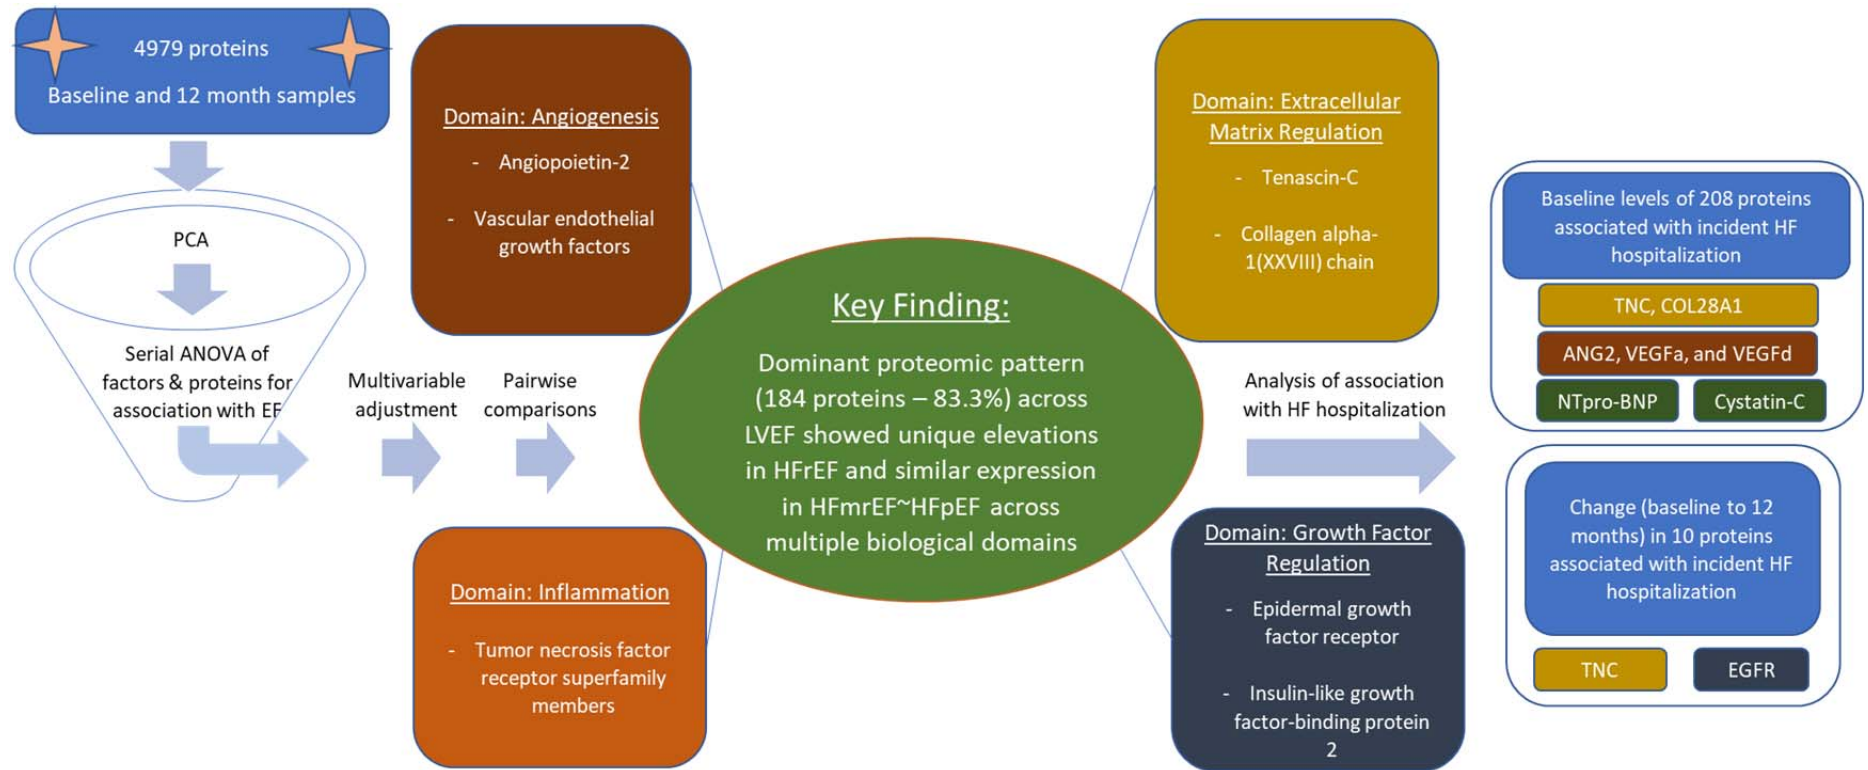 4979 proteins
Baseline and 12 month samples
PCA
Serial ANOVA of
factors & proteins for
association with EF
Multivariable
adjustment
Pairwise
comparisons
Domain: Angiogenesis
- Angiopoietin-2
- Vascular endothelial
growth factors
Domain: Inflammation
- Tumor necrosis factor
receptor superfamily
members
Key Finding:
Dominant proteomic pattern
(184 proteins – 83.3%) across
LVEF showed unique elevations
in HFrEF and similar expression
in HFmrEF~HFpEF across
multiple biological domains
Domain: Extracellular
Matrix Regulation
- Tenascin-C
- Collagen alpha-
1(XXVIII) chain
Domain: Growth Factor
Regulation
- Epidermal growth
factor receptor
- Insulin-like growth
factor-binding protein
2
Analysis of association
with HF hospitalization
Baseline levels of 208 proteins
associated with incident HF
hospitalization
TNC, COL28A1
ANG2, VEGFa, and VEGFd
NTpro-BNP
Cystatin-C
Change (baseline to 12
months) in 10 proteins
associated with incident HF
hospitalization
TNC
EGFR